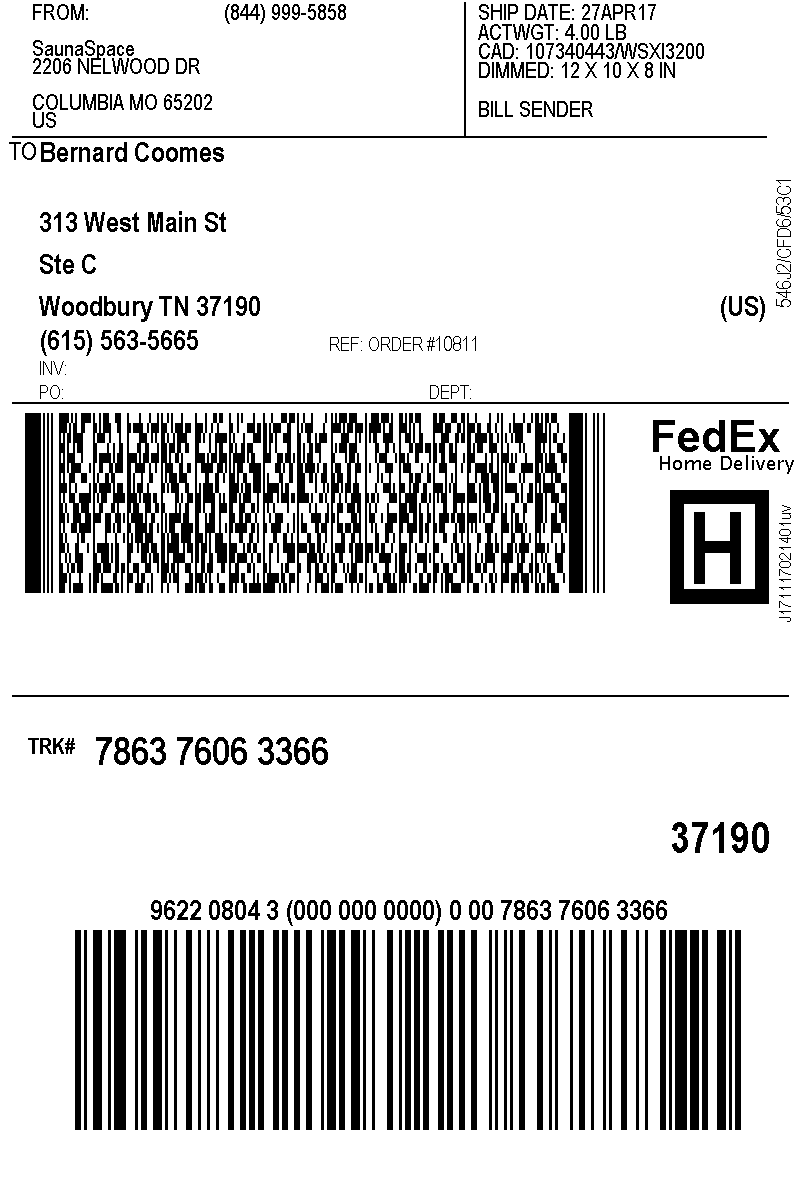 FROM: (844) 999-5858
SaunaSpace
2206 NELWOOD DR
COLUMBIA MO 65202
US
SHIP DATE: 27APR17
ACTWGT: 4.00 LB
CAD: 107340443/WSXI3200
DIMMED: 12 X 10 X 8 IN
BILL SENDER
TO Bernard Coomes
313 West Main St
Ste C
Woodbury TN 37190 (US)
(615) 563-5665 REF: ORDER #10811
INV:
PO: DEPT:
546J2/CFD6/53C1
FedEx
Home Delivery
H
J171117021401uv
TRK# 7863 7606 3366
37190
9622 0804 3 (000 000 0000) 0 00 7863 7606 3366